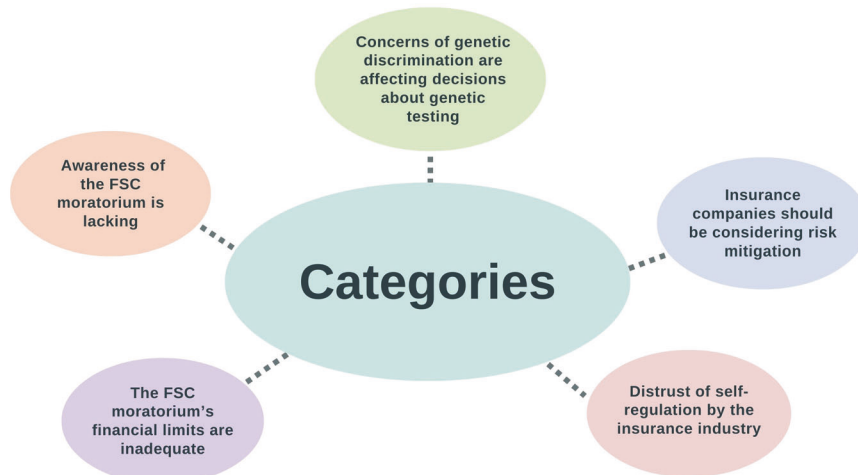 Concerns of genetic
discrimination are
affecting decisions
about genetic
testing
Awareness of
the FSC
moratorium is
lacking
Insurance
companies should
be considering risk
mitigation
Categories
The FSC
moratorium's
financial limits are
inadequate
Distrust of self-
regulation by the
insurance industry